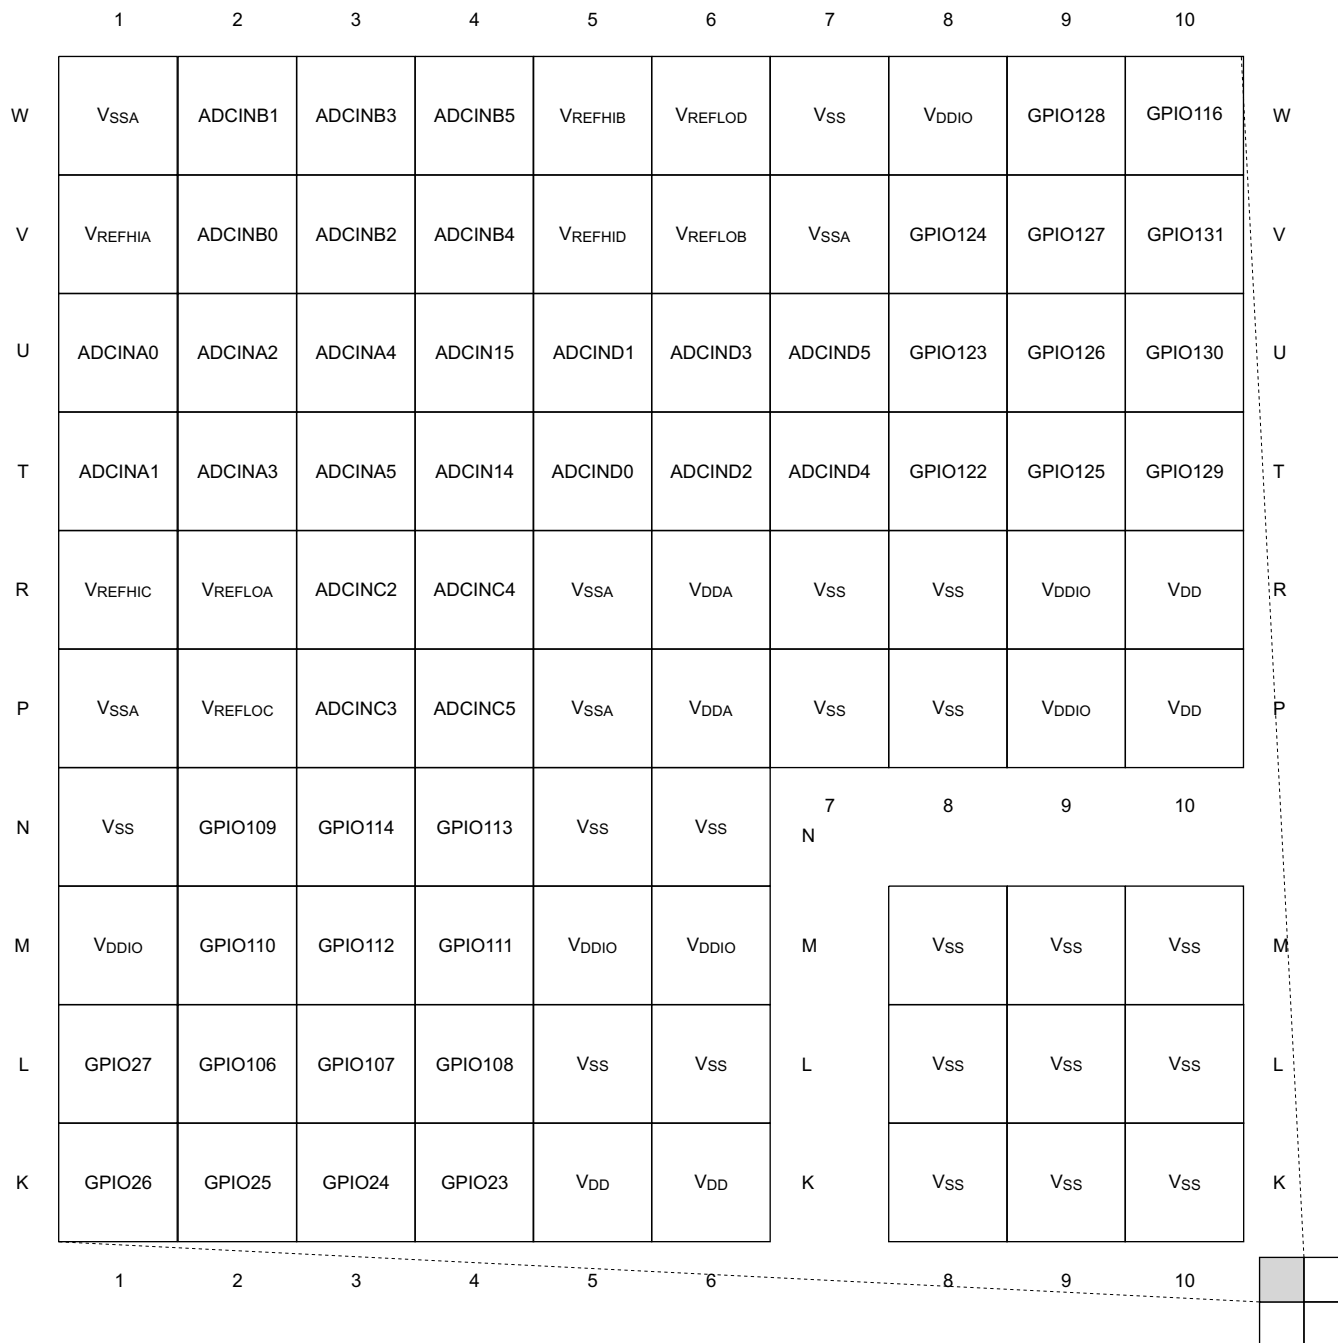 1 2 3 4 5 6 7 8 9 10
W VSSA ADCINB1 ADCINB3 ADCINB5 VREFHIB VREFLOD VSS VDDIO GPIO128 GPIO116 W
V VREFHIA ADCINB0 ADCINB2 ADCINB4 VREFHID VREFLOB VSSA GPIO124 GPIO127 GPIO131 V
U ADCINA0 ADCINA2 ADCINA4 ADCIN15 ADCIND1 ADCIND3 ADCIND5 GPIO123 GPIO126 GPIO130 U
T ADCINA1 ADCINA3 ADCINA5 ADCIN14 ADCIND0 ADCIND2 ADCIND4 GPIO122 GPIO125 GPIO129 T
R VREFHIC VREFLOA ADCINC2 ADCINC4 VSSA VDDA VSS VSS VDDIO VDD R
P VSSA VREFLOC ADCINC3 ADCINC5 VSSA VDDA VSS VSS VDDIO VDD P
7 8 9 10
N VSS GPIO109 GPIO114 GPIO113 VSS VSS N
M VDDIO GPIO110 GPIO112 GPIO111 VDDIO VDDIO M VSS VSS VSS M
L GPIO27 GPIO106 GPIO107 GPIO108 VSS VSS L VSS VSS VSS L
K GPIO26 GPIO25 GPIO24 GPIO23 VDD VDD K VSS VSS VSS K
1 2 3 4 5 6 8 9 10